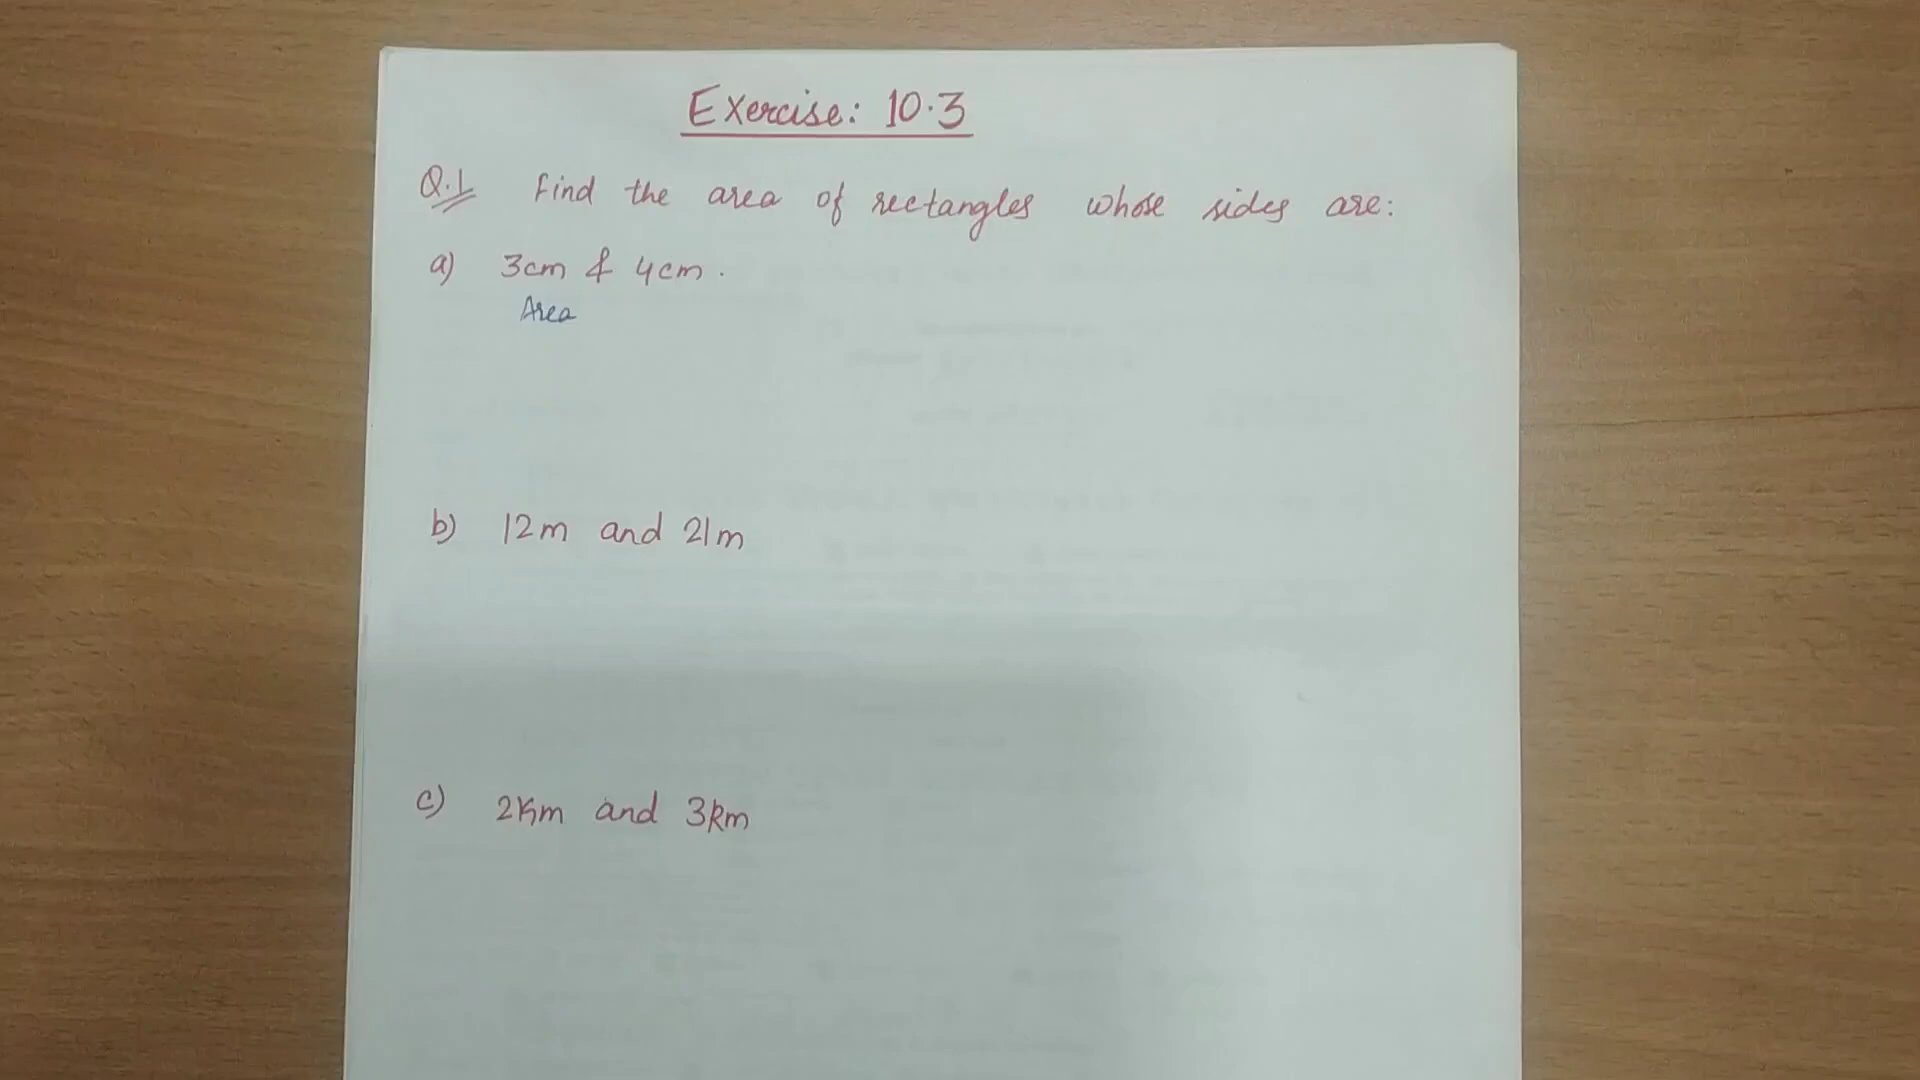 Exercise: 10.3
Q.1 Find the area of rectangles whose sides are:
a) 3cm & 4cm.
Area
b) 12m and 21m
c) 2Km and 3km